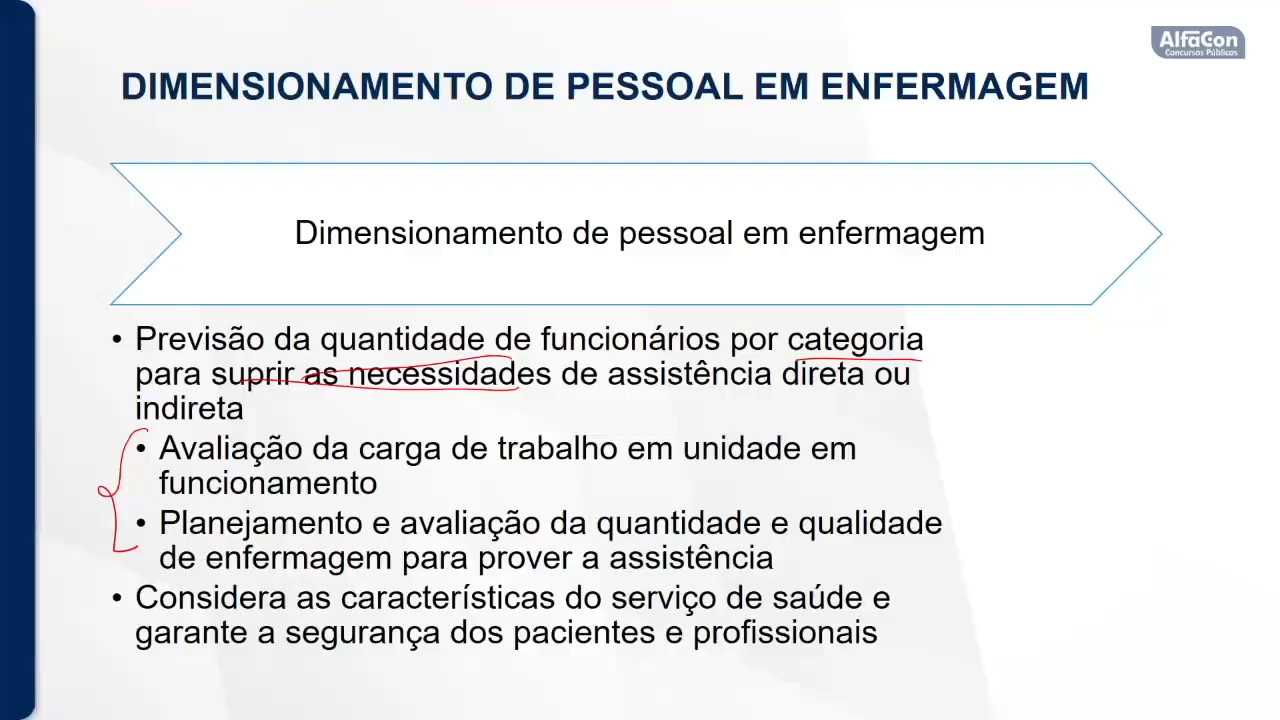 AlfaCon
Concursos Públicos
DIMENSIONAMENTO DE PESSOAL EM ENFERMAGEM
Dimensionamento de pessoal em enfermagem
• Previsão da quantidade de funcionários por categoria
para suprir as necessidades de assistência direta ou
indireta
• Avaliação da carga de trabalho em unidade em
funcionamento
• Planejamento e avaliação da quantidade e qualidade
de enfermagem para prover a assistência
• Considera as características do serviço de saúde e
garante a segurança dos pacientes e profissionais